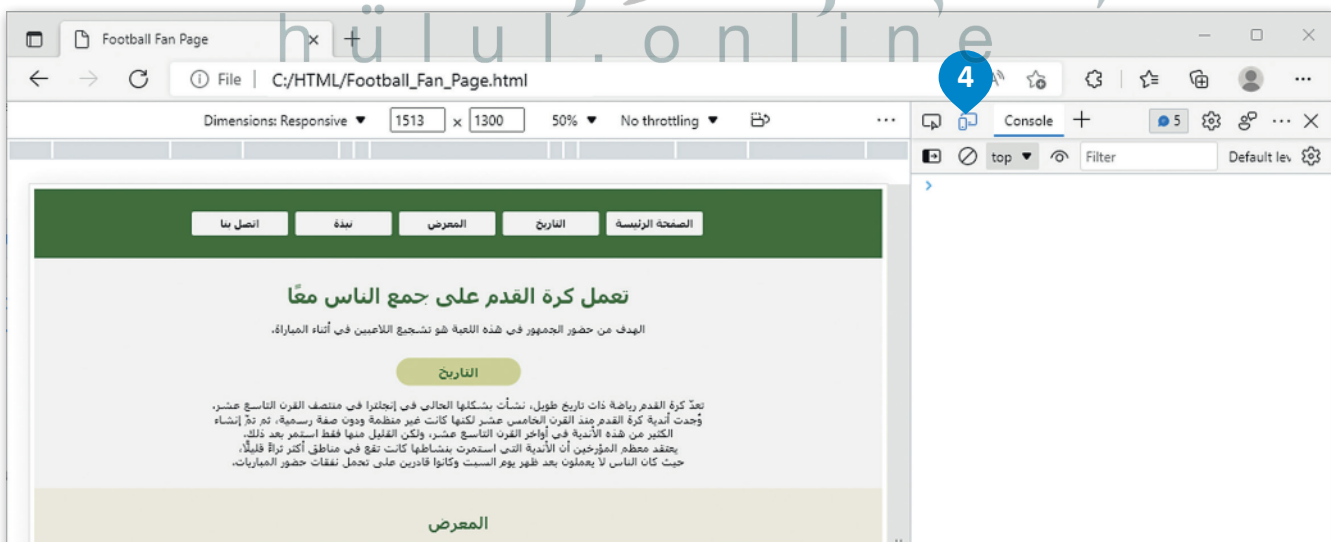 hulul.online
Football Fan Page
4
File | C:/HTML/Football_Fan_Page.html
Dimensions: Responsive 1513 x 1300 50% No throttling
Console 5
top Filter Default lev
الصفحة الرئيسة التاريخ المعرض نبذة اتصل بنا
تعمل كرة القدم على جمع الناس معًا
الهدف من حضور الجمهور في هذه اللعبة هو تشجيع اللاعبين في أثناء المباراة.
التاريخ
تعدّ كرة القدم رياضة ذات تاريخ طويل، نشأت بشكلها الحالي في إنجلترا في منتصف القرن التاسع عشر.
وُجدت أندية كرة القدم منذ القرن الخامس عشر لكنها كانت غير منظمة ودون صفة رسمية، ثم تمّ إنشاء
الكثير من هذه الأندية في أواخر القرن التاسع عشر، ولكن القليل منها فقط استمر بعد ذلك.
يعتقد معظم المؤرخين أن الأندية التي استمرت بنشاطها كانت تقع في مناطق أكثر ثراءً قليلًا،
حيث كان الناس لا يعملون بعد ظهر يوم السبت وكانوا قادرين على تحمل نفقات حضور المباريات.
المعرض